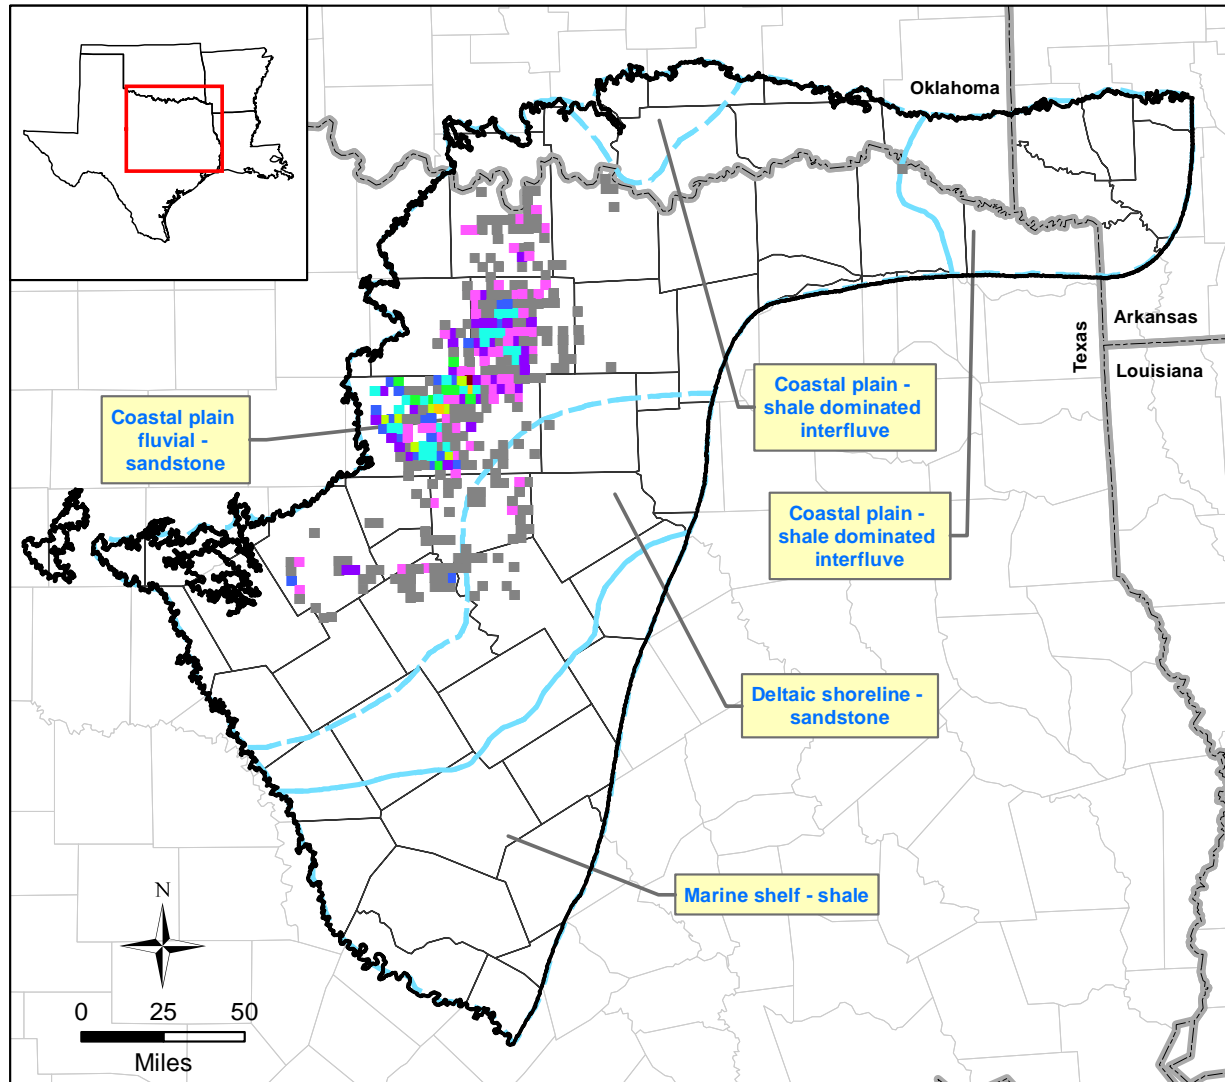 Oklahoma
Texas
Arkansas
Louisiana
Coastal plain
fluvial -
sandstone
Coastal plain -
shale dominated
interfluve
Coastal plain -
shale dominated
interfluve
Deltaic shoreline -
sandstone
Marine shelf - shale
N
0 25 50
Miles